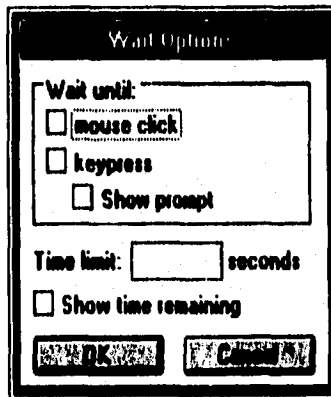 Wait Options
Wait until:
mouse click
keypress
Show prompt
Time limit: seconds
Show time remaining
OK Cancel